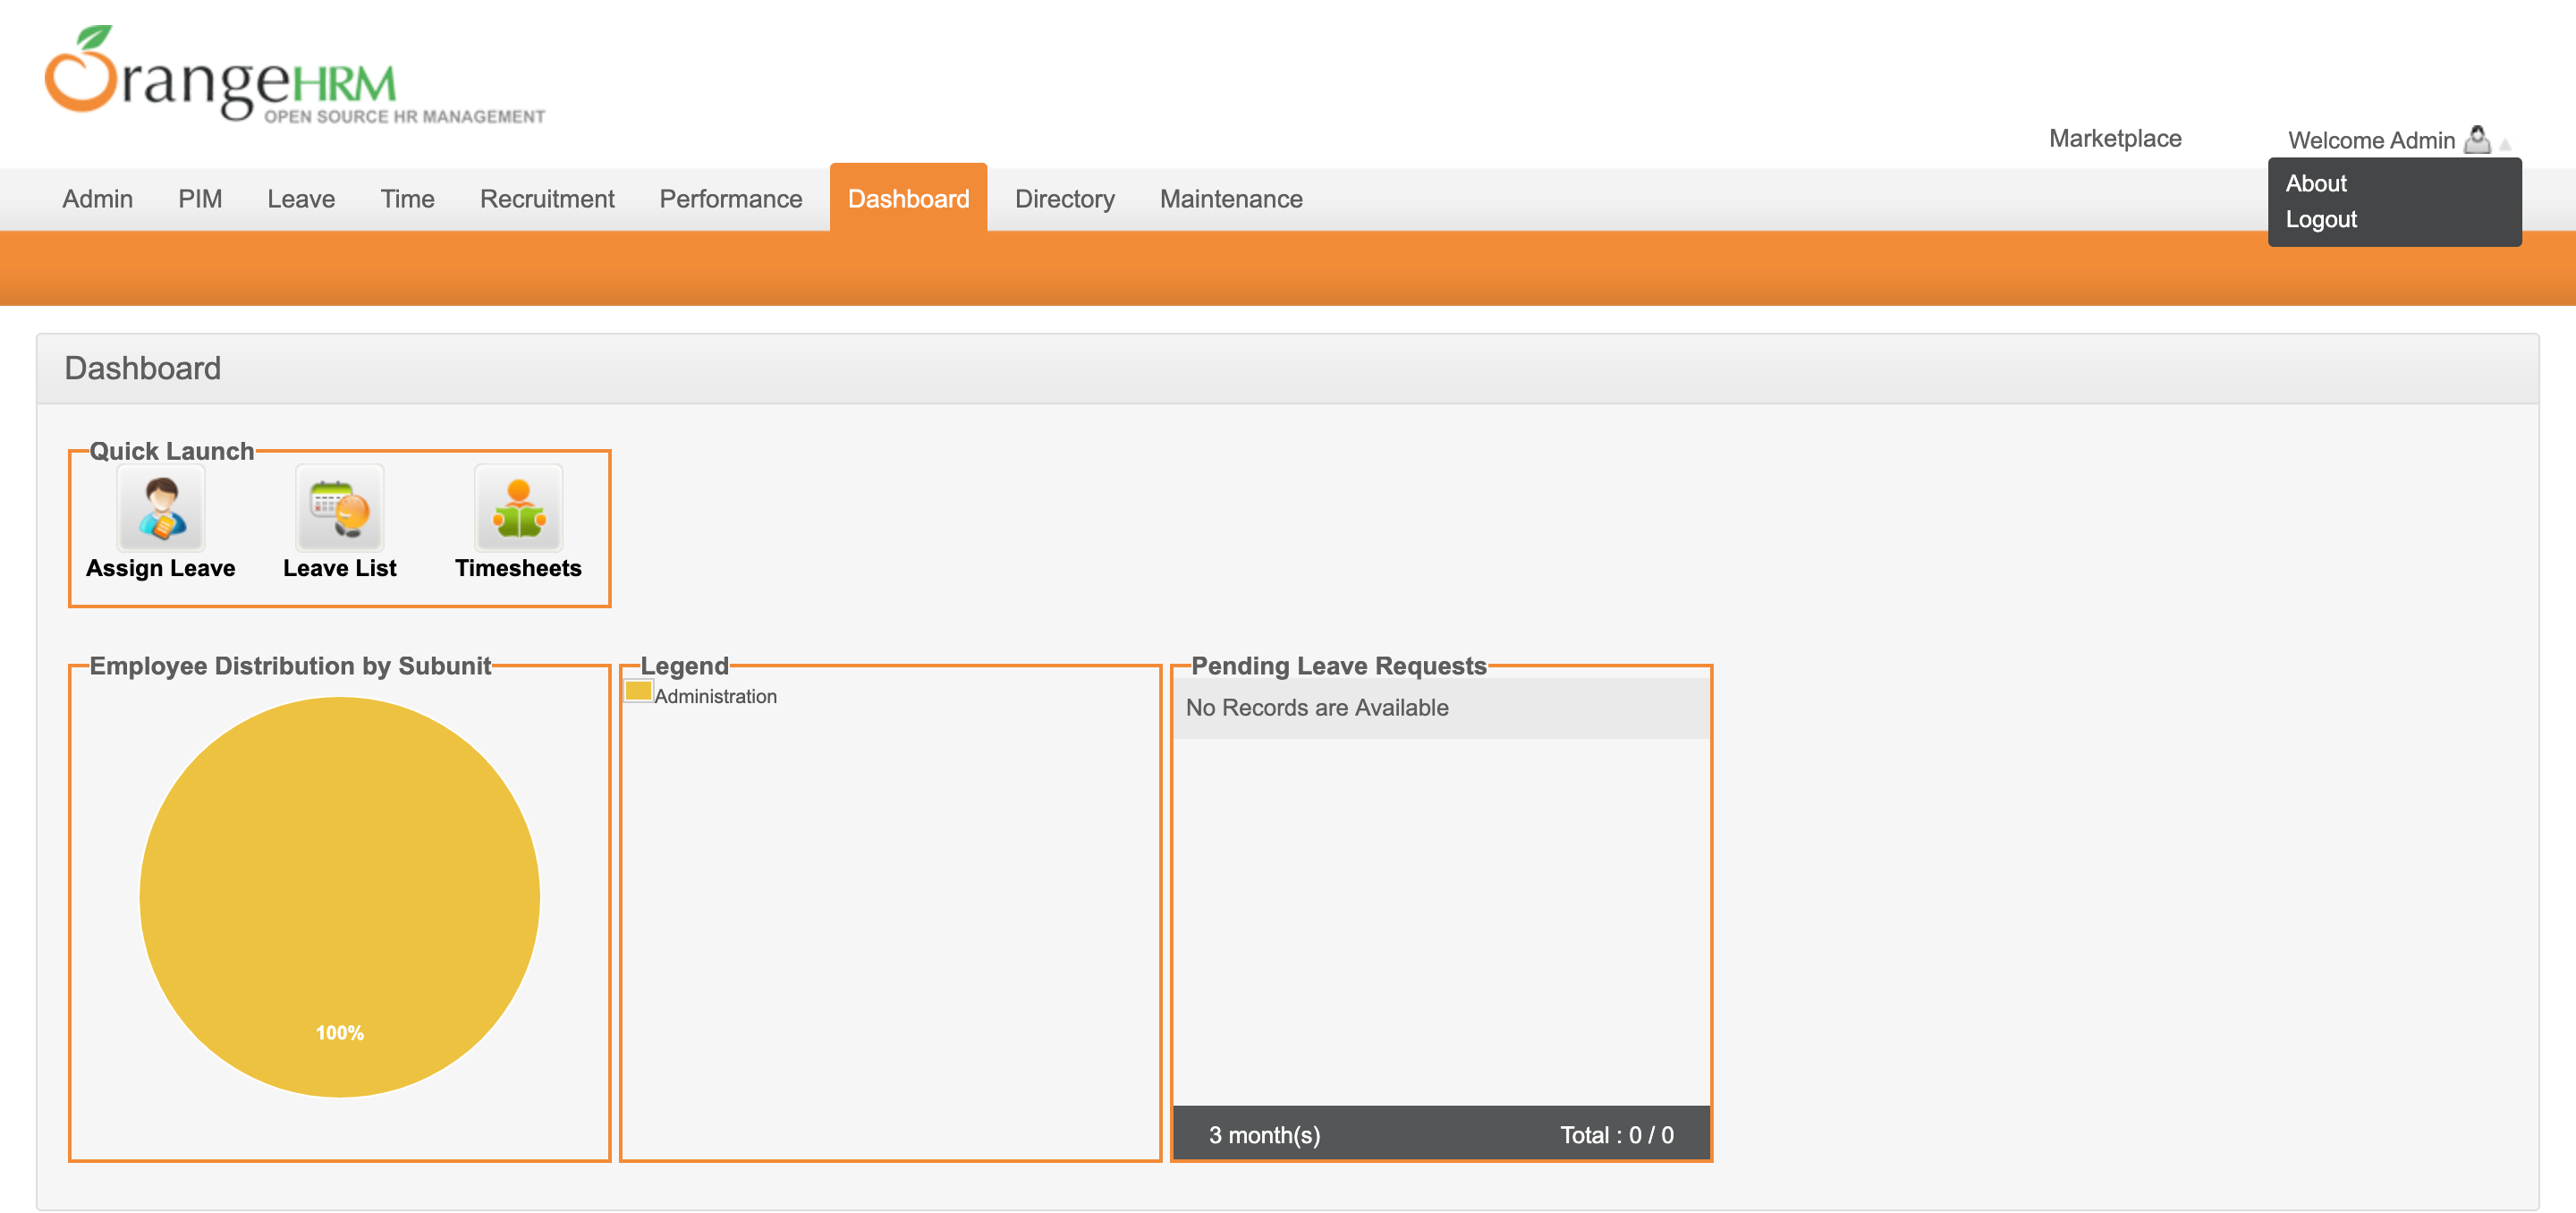 OrangeHRM
OPEN SOURCE HR MANAGEMENT
Marketplace
Welcome Admin
About
Logout
Admin PIM Leave Time Recruitment Performance Dashboard Directory Maintenance
Dashboard
Quick Launch
Assign Leave Leave List Timesheets
Employee Distribution by Subunit
100%
Legend
Administration
Pending Leave Requests
No Records are Available
3 month(s) Total : 0 / 0